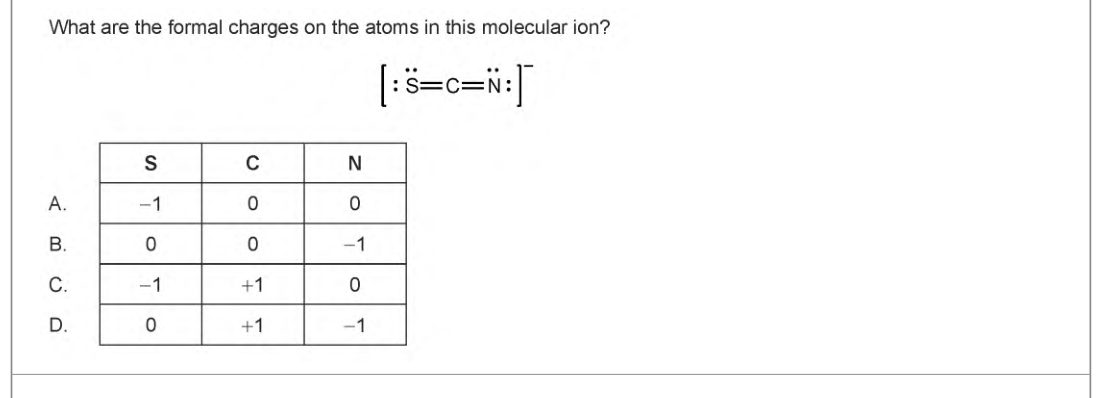 What are the formal charges on the atoms in this molecular ion?
[:S̈=C=N̈:]⁻
S C N
A. −1 0 0
B. 0 0 −1
C. −1 +1 0
D. 0 +1 −1